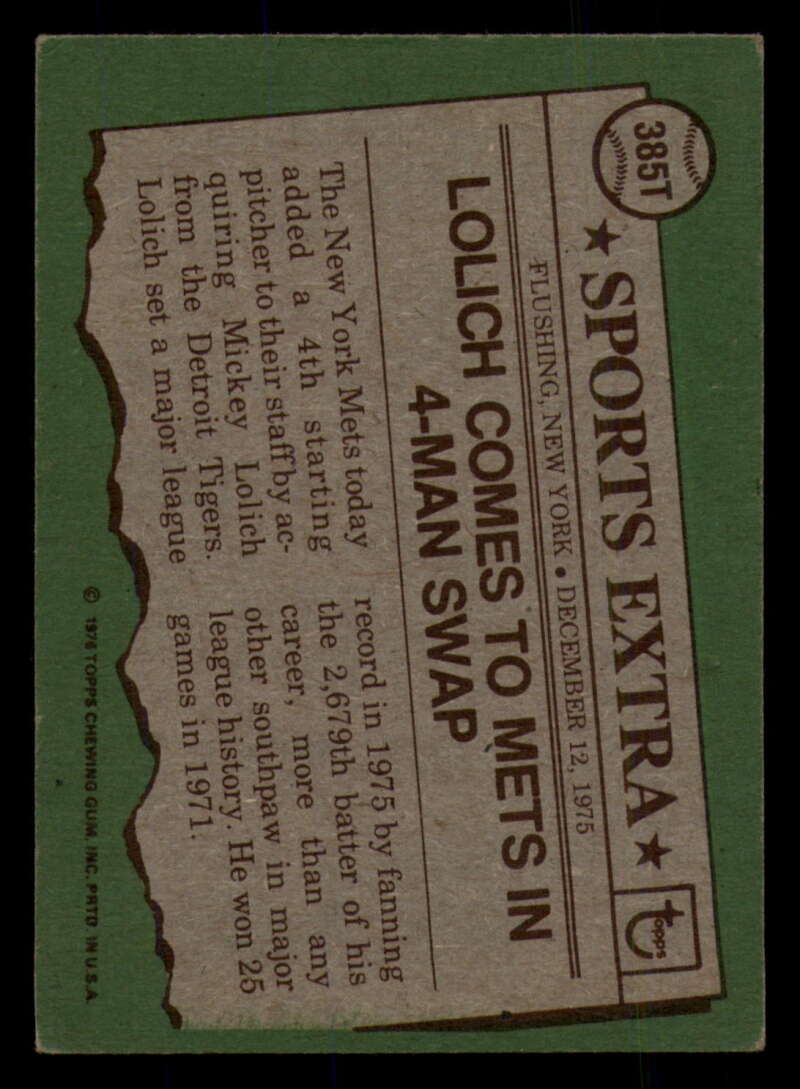 385T
★ SPORTS EXTRA ★
topps
FLUSHING, NEW YORK • DECEMBER 12, 1975
LOLICH COMES TO METS IN
4-MAN SWAP
The New York Mets today
added a 4th starting
pitcher to their staff by ac-
quiring Mickey Lolich
from the Detroit Tigers.
Lolich set a major league
record in 1975 by fanning
the 2,679th batter of his
career, more than any
other southpaw in major
league history. He won 25
games in 1971.
© 1976 TOPPS CHEWING GUM, INC. PRTD. IN U.S.A.